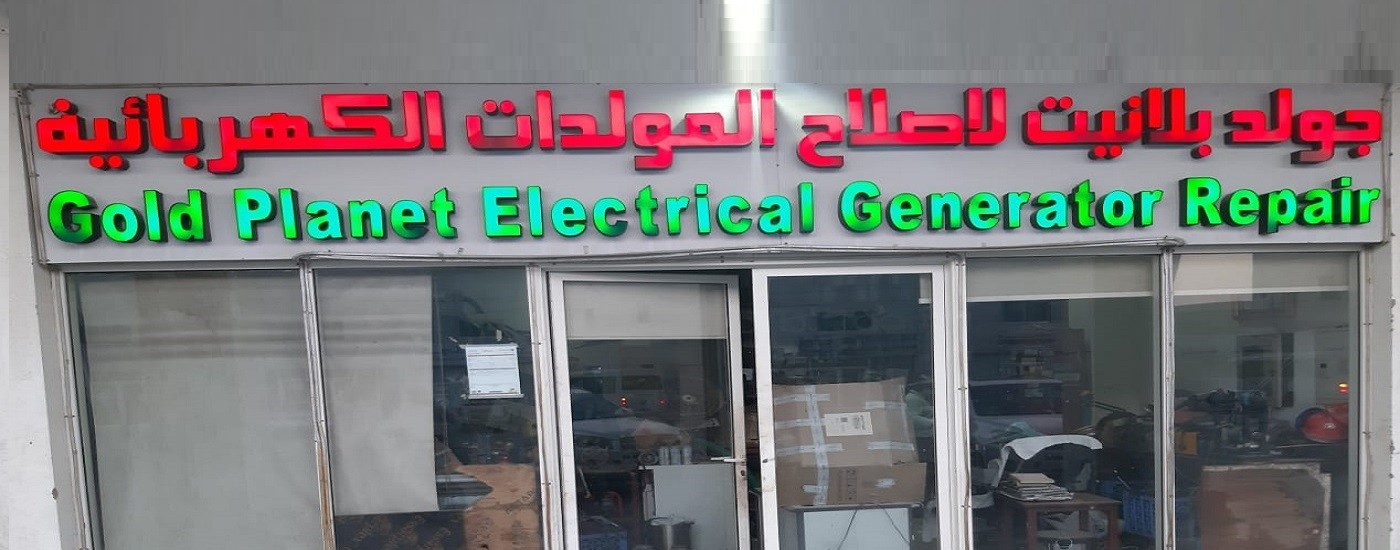 جولد بلانيت لاصلاح المولدات الكهربائية
Gold Planet Electrical Generator Repair